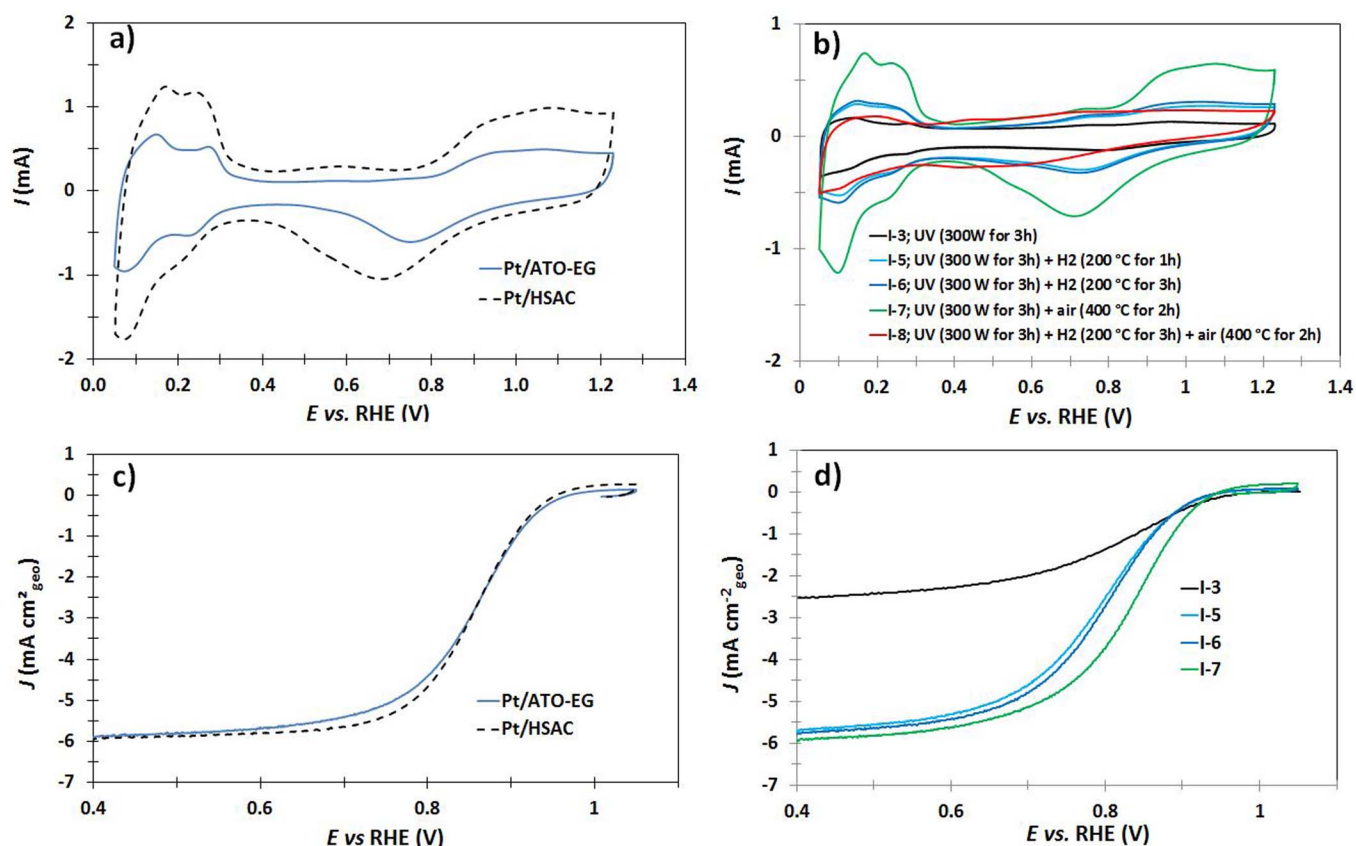 a)
2
1
0
-1
-2
I (mA)
Pt/ATO-EG
Pt/HSAC
0.0 0.2 0.4 0.6 0.8 1.0 1.2 1.4
E vs. RHE (V)
b)
1
0
-1
-2
I (mA)
I-3; UV (300W for 3h)
I-5; UV (300 W for 3h) + H2 (200 °C for 1h)
I-6; UV (300 W for 3h) + H2 (200 °C for 3h)
I-7; UV (300 W for 3h) + air (400 °C for 2h)
I-8; UV (300 W for 3h) + H2 (200 °C for 3h) + air (400 °C for 2h)
0 0.2 0.4 0.6 0.8 1 1.2 1.4
E vs. RHE (V)
c)
1
0
-1
-2
-3
-4
-5
-6
-7
J (mA cm⁻²geo)
Pt/ATO-EG
Pt/HSAC
0.4 0.6 0.8 1
E vs RHE (V)
d)
1
0
-1
-2
-3
-4
-5
-6
-7
J (mA cm⁻²geo)
I-3
I-5
I-6
I-7
0.4 0.6 0.8 1
E vs. RHE (V)